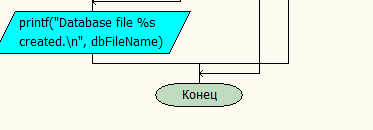 printf("Database file %s
created.\n", dbFileName)
Конец